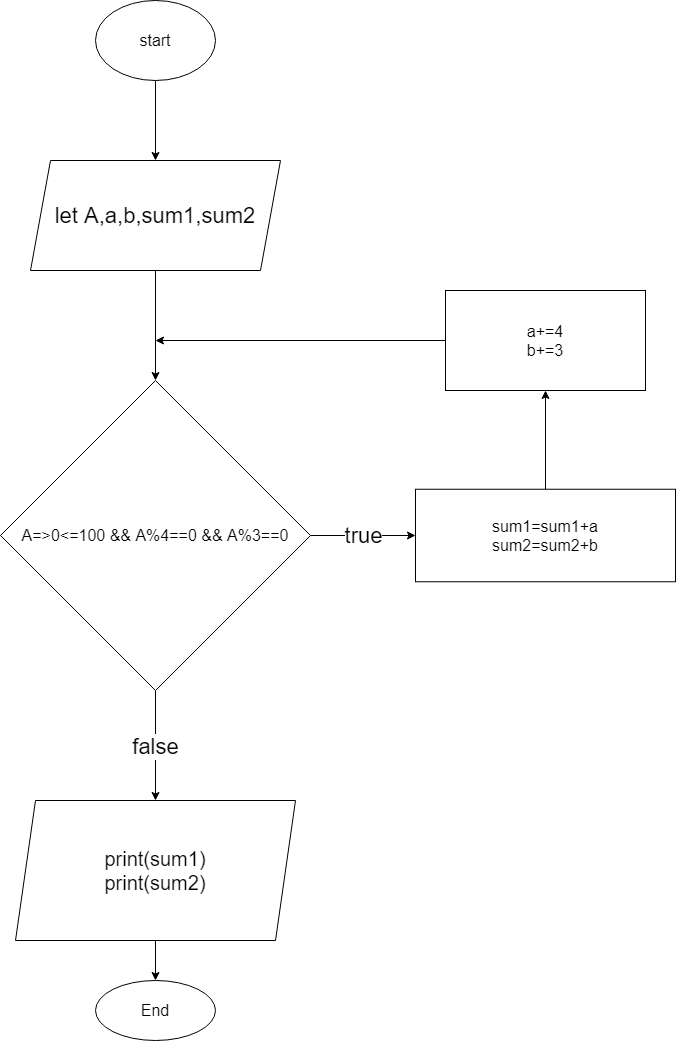 start
let A,a,b,sum1,sum2
a+=4
b+=3
A=>0<=100 && A%4==0 && A%3==0
true
sum1=sum1+a
sum2=sum2+b
false
print(sum1)
print(sum2)
End